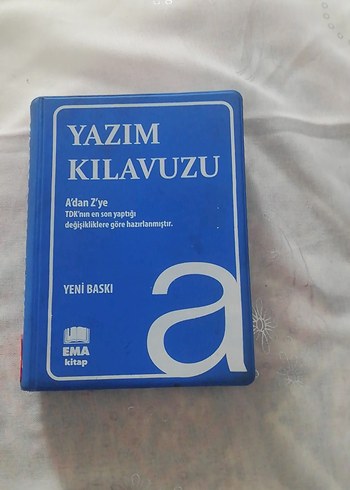 YAZIM
KILAVUZU
A'dan Z'ye
TDK'nın en son yaptığı
değişikliklere göre hazırlanmıştır.
YENİ BASKI
a
EMA
kitap